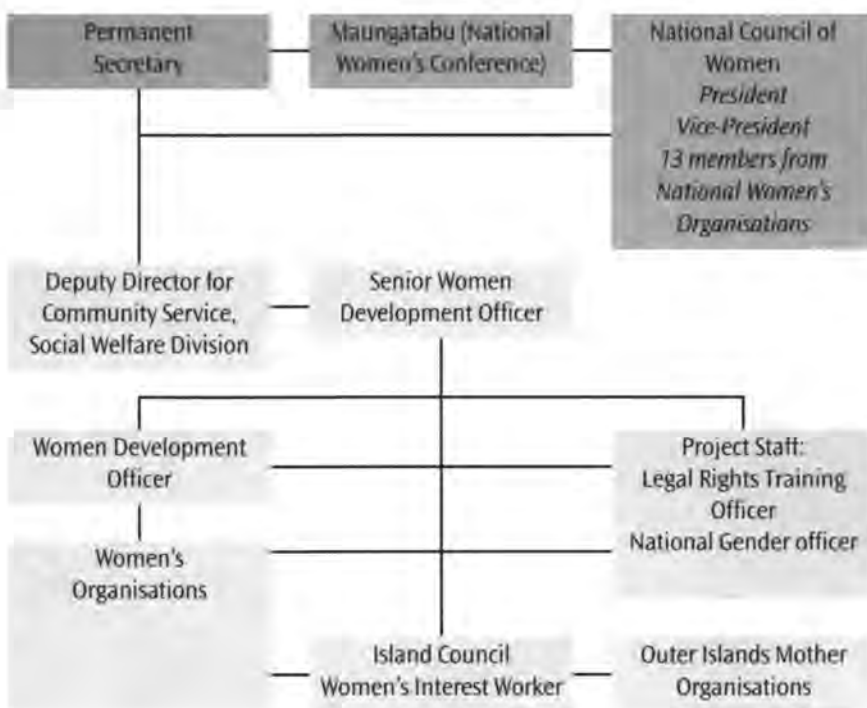 Permanent
Secretary
Maungatabu (National
Women's Conference)
National Council of
Women
President
Vice-President
13 members from
National Women's
Organisations
Deputy Director for
Community Service,
Social Welfare Division
Senior Women
Development Officer
Women Development
Officer
Project Staff:
Legal Rights Training
Officer
National Gender officer
Women's
Organisations
Island Council
Women's Interest Worker
Outer Islands Mother
Organisations